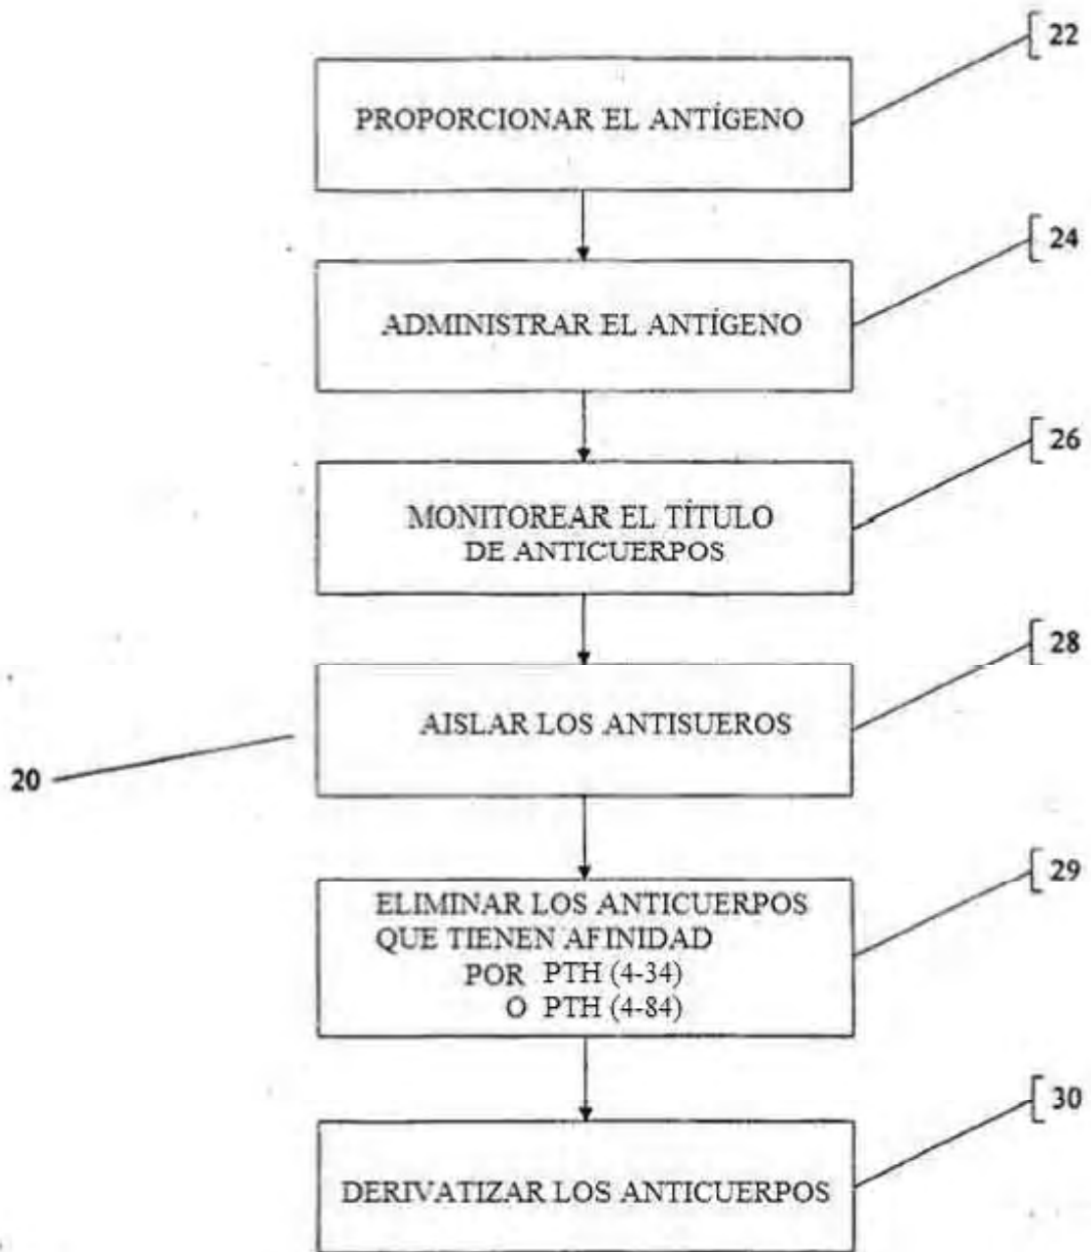 22
PROPORCIONAR EL ANTÍGENO
24
ADMINISTRAR EL ANTÍGENO
26
MONITOREAR EL TÍTULO
DE ANTICUERPOS
28
AISLAR LOS ANTISUEROS
20
29
ELIMINAR LOS ANTICUERPOS
QUE TIENEN AFINIDAD
POR PTH (4-34)
O PTH (4-84)
30
DERIVATIZAR LOS ANTICUERPOS